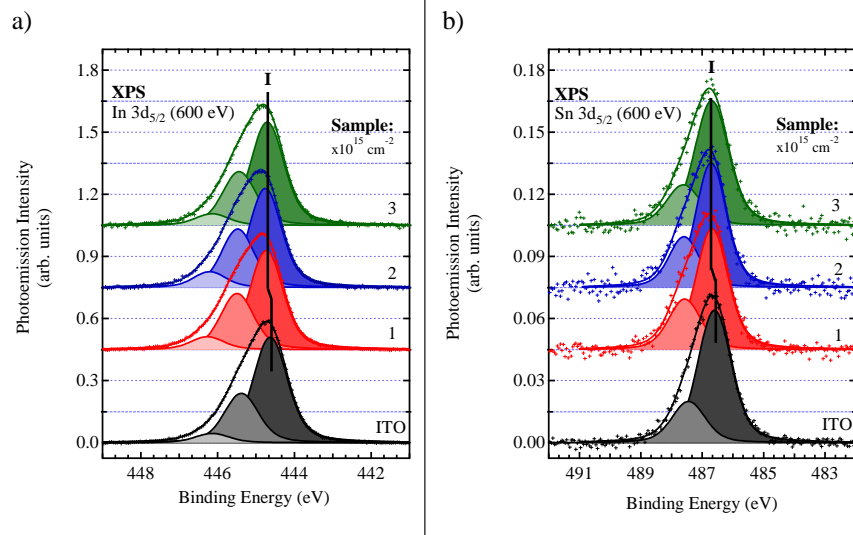 a)
I
XPS
In 3d5/2 (600 eV)
Sample:
x10^15 cm^-2
3
2
1
ITO
1.8
1.5
1.2
0.9
0.6
0.3
0.0
Photoemission Intensity
(arb. units)
448
446
444
442
Binding Energy (eV)
b)
I
XPS
Sn 3d5/2 (600 eV)
Sample:
x10^15 cm^-2
3
2
1
ITO
0.18
0.15
0.12
0.09
0.06
0.03
0.00
Photoemission Intensity
(arb. units)
491
489
487
485
483
Binding Energy (eV)